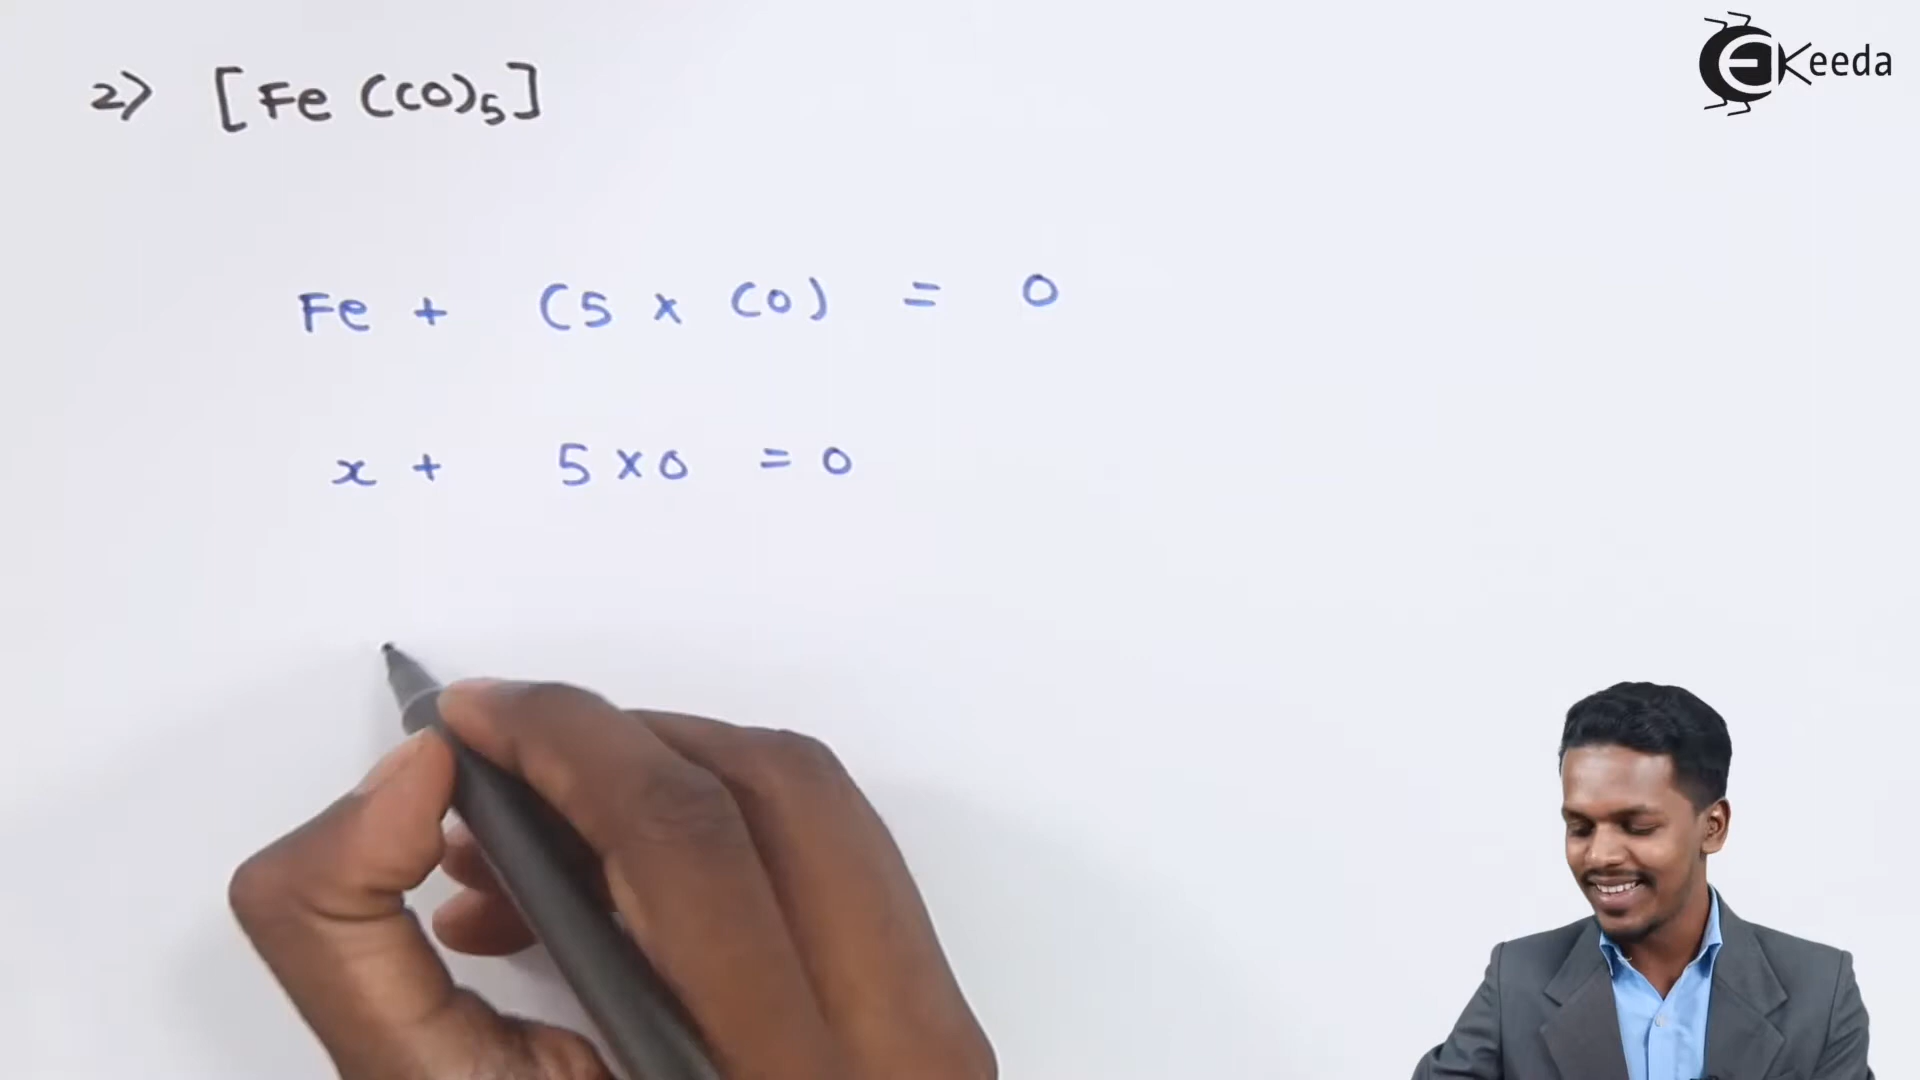 2) [Fe (CO)5]
Keeda
Fe + (5 x CO) = 0
x + 5 x 0 = 0